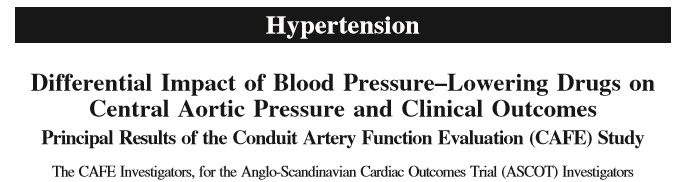 Hypertension
Differential Impact of Blood Pressure–Lowering Drugs on
Central Aortic Pressure and Clinical Outcomes
Principal Results of the Conduit Artery Function Evaluation (CAFE) Study
The CAFE Investigators, for the Anglo-Scandinavian Cardiac Outcomes Trial (ASCOT) Investigators